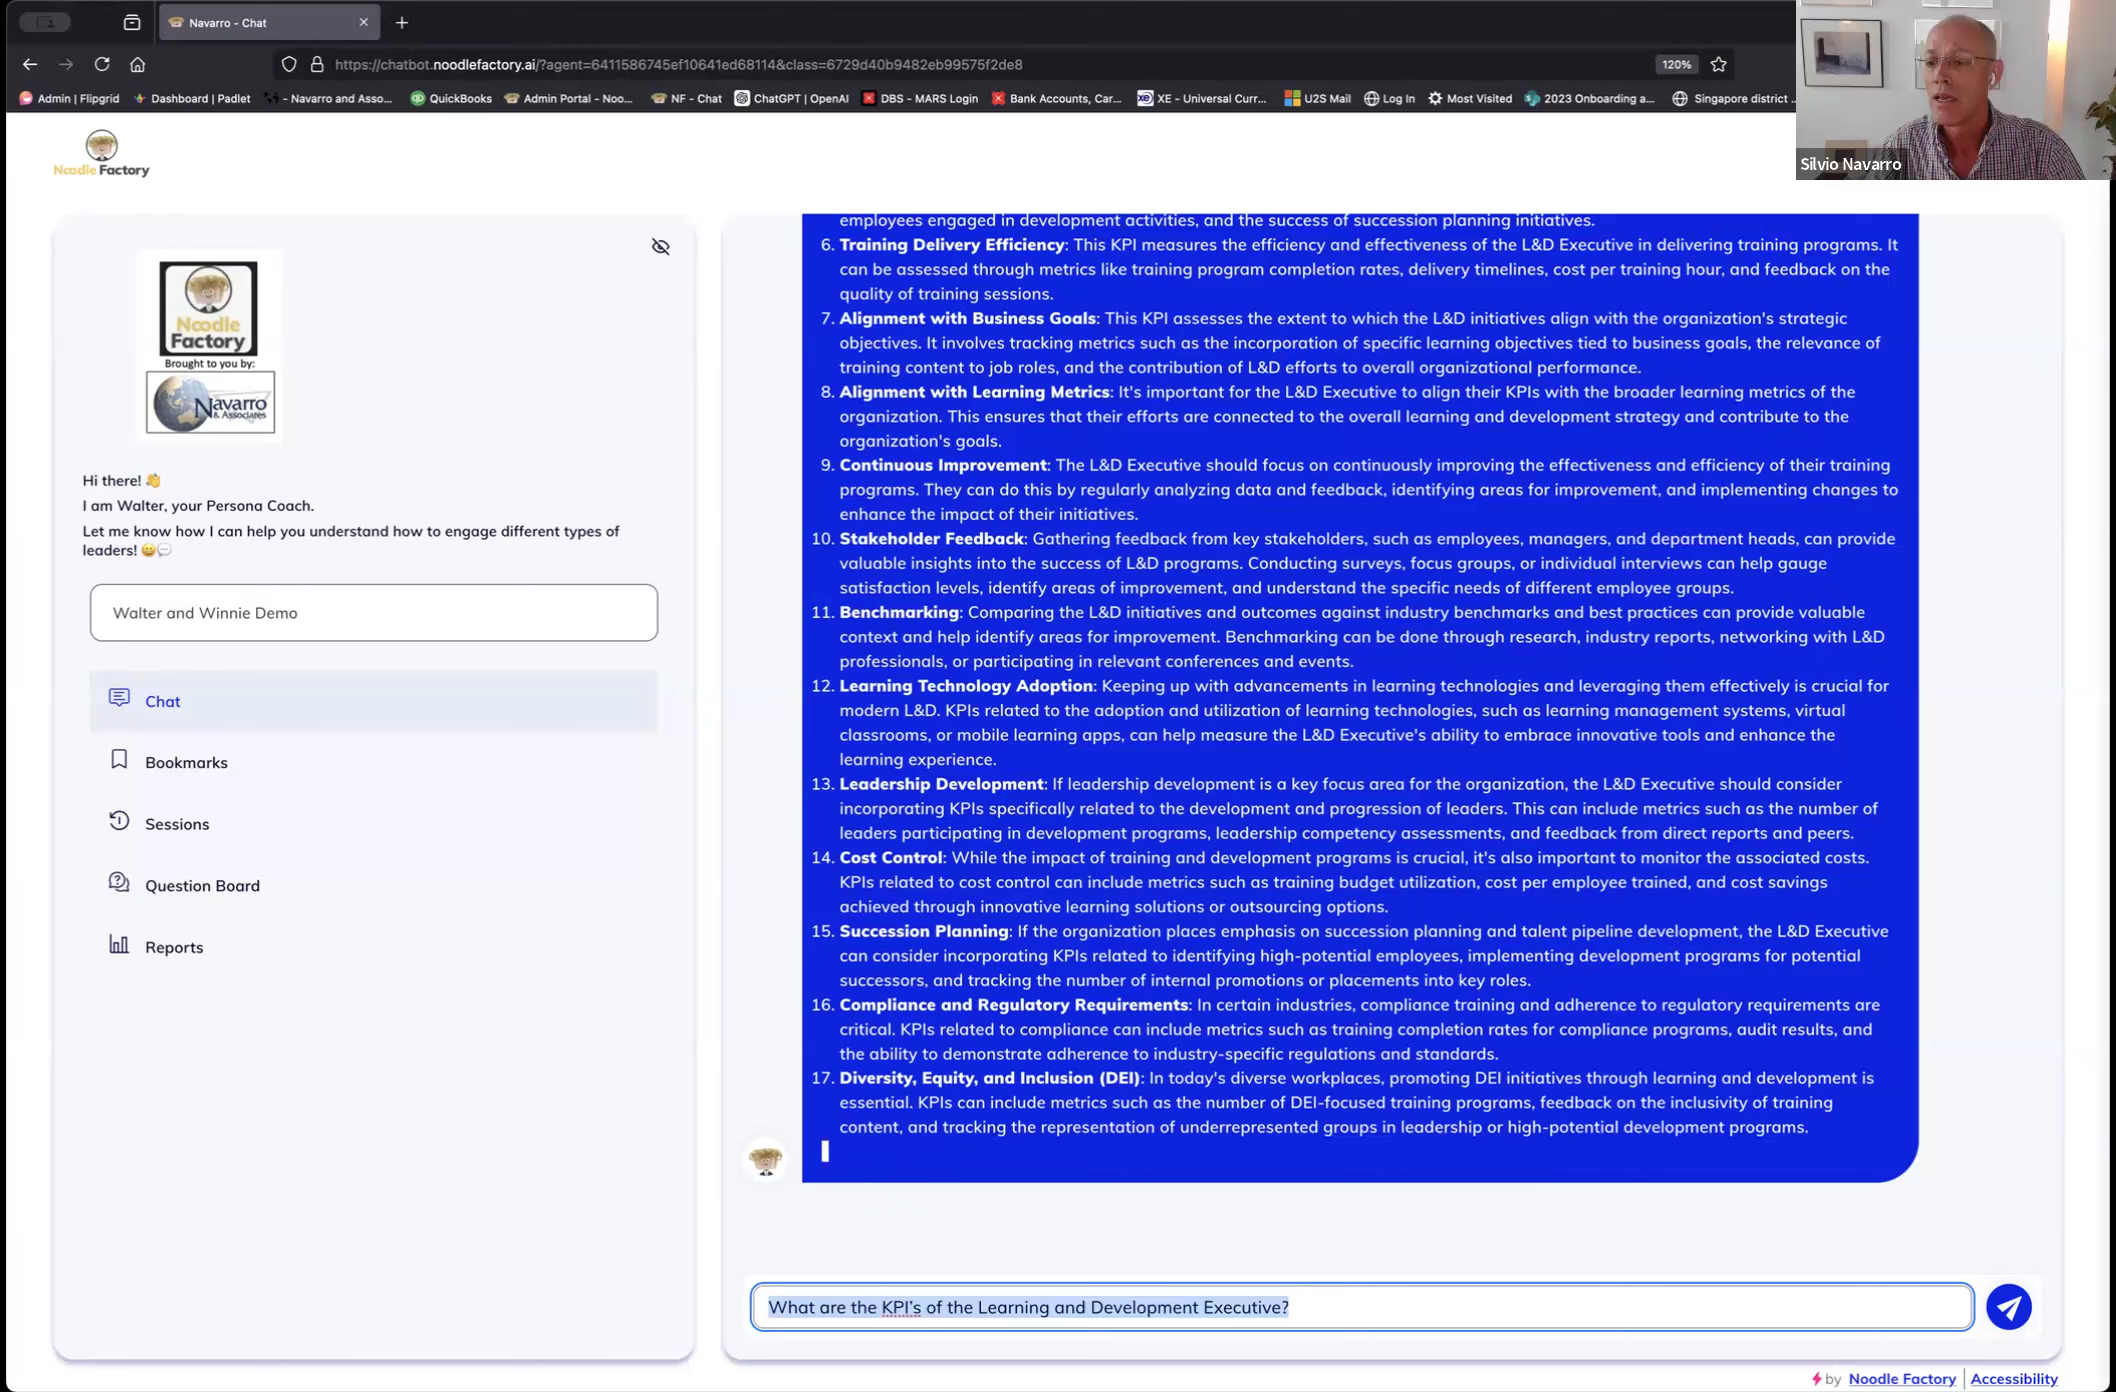 Navarro - Chat
https://chatbot.noodlefactory.ai/?agent=6411586745ef10641ed68114&class=6729d40b9482eb99575f2de8
120%
Admin | Flipgrid
Dashboard | Padlet
- Navarro and Asso...
QuickBooks
Admin Portal - Noo...
NF - Chat
ChatGPT | OpenAI
DBS - MARS Login
Bank Accounts, Car...
XE - Universal Curr...
U2S Mail
Log In
Most Visited
2023 Onboarding a...
Singapore district ...
Silvio Navarro
Noodle Factory
Noodle
Factory
Brought to you by:
Navarro
& Associates
Hi there! 👋
I am Walter, your Persona Coach.
Let me know how I can help you understand how to engage different types of
leaders! 😀💬
Walter and Winnie Demo
Chat
Bookmarks
Sessions
Question Board
Reports
employees engaged in development activities, and the success of succession planning initiatives.
6. Training Delivery Efficiency: This KPI measures the efficiency and effectiveness of the L&D Executive in delivering training programs. It
can be assessed through metrics like training program completion rates, delivery timelines, cost per training hour, and feedback on the
quality of training sessions.
7. Alignment with Business Goals: This KPI assesses the extent to which the L&D initiatives align with the organization's strategic
objectives. It involves tracking metrics such as the incorporation of specific learning objectives tied to business goals, the relevance of
training content to job roles, and the contribution of L&D efforts to overall organizational performance.
8. Alignment with Learning Metrics: It's important for the L&D Executive to align their KPIs with the broader learning metrics of the
organization. This ensures that their efforts are connected to the overall learning and development strategy and contribute to the
organization's goals.
9. Continuous Improvement: The L&D Executive should focus on continuously improving the effectiveness and efficiency of their training
programs. They can do this by regularly analyzing data and feedback, identifying areas for improvement, and implementing changes to
enhance the impact of their initiatives.
10. Stakeholder Feedback: Gathering feedback from key stakeholders, such as employees, managers, and department heads, can provide
valuable insights into the success of L&D programs. Conducting surveys, focus groups, or individual interviews can help gauge
satisfaction levels, identify areas of improvement, and understand the specific needs of different employee groups.
11. Benchmarking: Comparing the L&D initiatives and outcomes against industry benchmarks and best practices can provide valuable
context and help identify areas for improvement. Benchmarking can be done through research, industry reports, networking with L&D
professionals, or participating in relevant conferences and events.
12. Learning Technology Adoption: Keeping up with advancements in learning technologies and leveraging them effectively is crucial for
modern L&D. KPIs related to the adoption and utilization of learning technologies, such as learning management systems, virtual
classrooms, or mobile learning apps, can help measure the L&D Executive's ability to embrace innovative tools and enhance the
learning experience.
13. Leadership Development: If leadership development is a key focus area for the organization, the L&D Executive should consider
incorporating KPIs specifically related to the development and progression of leaders. This can include metrics such as the number of
leaders participating in development programs, leadership competency assessments, and feedback from direct reports and peers.
14. Cost Control: While the impact of training and development programs is crucial, it's also important to monitor the associated costs.
KPIs related to cost control can include metrics such as training budget utilization, cost per employee trained, and cost savings
achieved through innovative learning solutions or outsourcing options.
15. Succession Planning: If the organization places emphasis on succession planning and talent pipeline development, the L&D Executive
can consider incorporating KPIs related to identifying high-potential employees, implementing development programs for potential
successors, and tracking the number of internal promotions or placements into key roles.
16. Compliance and Regulatory Requirements: In certain industries, compliance training and adherence to regulatory requirements are
critical. KPIs related to compliance can include metrics such as training completion rates for compliance programs, audit results, and
the ability to demonstrate adherence to industry-specific regulations and standards.
17. Diversity, Equity, and Inclusion (DEI): In today's diverse workplaces, promoting DEI initiatives through learning and development is
essential. KPIs can include metrics such as the number of DEI-focused training programs, feedback on the inclusivity of training
content, and tracking the representation of underrepresented groups in leadership or high-potential development programs.
What are the KPI's of the Learning and Development Executive?
by Noodle Factory | Accessibility